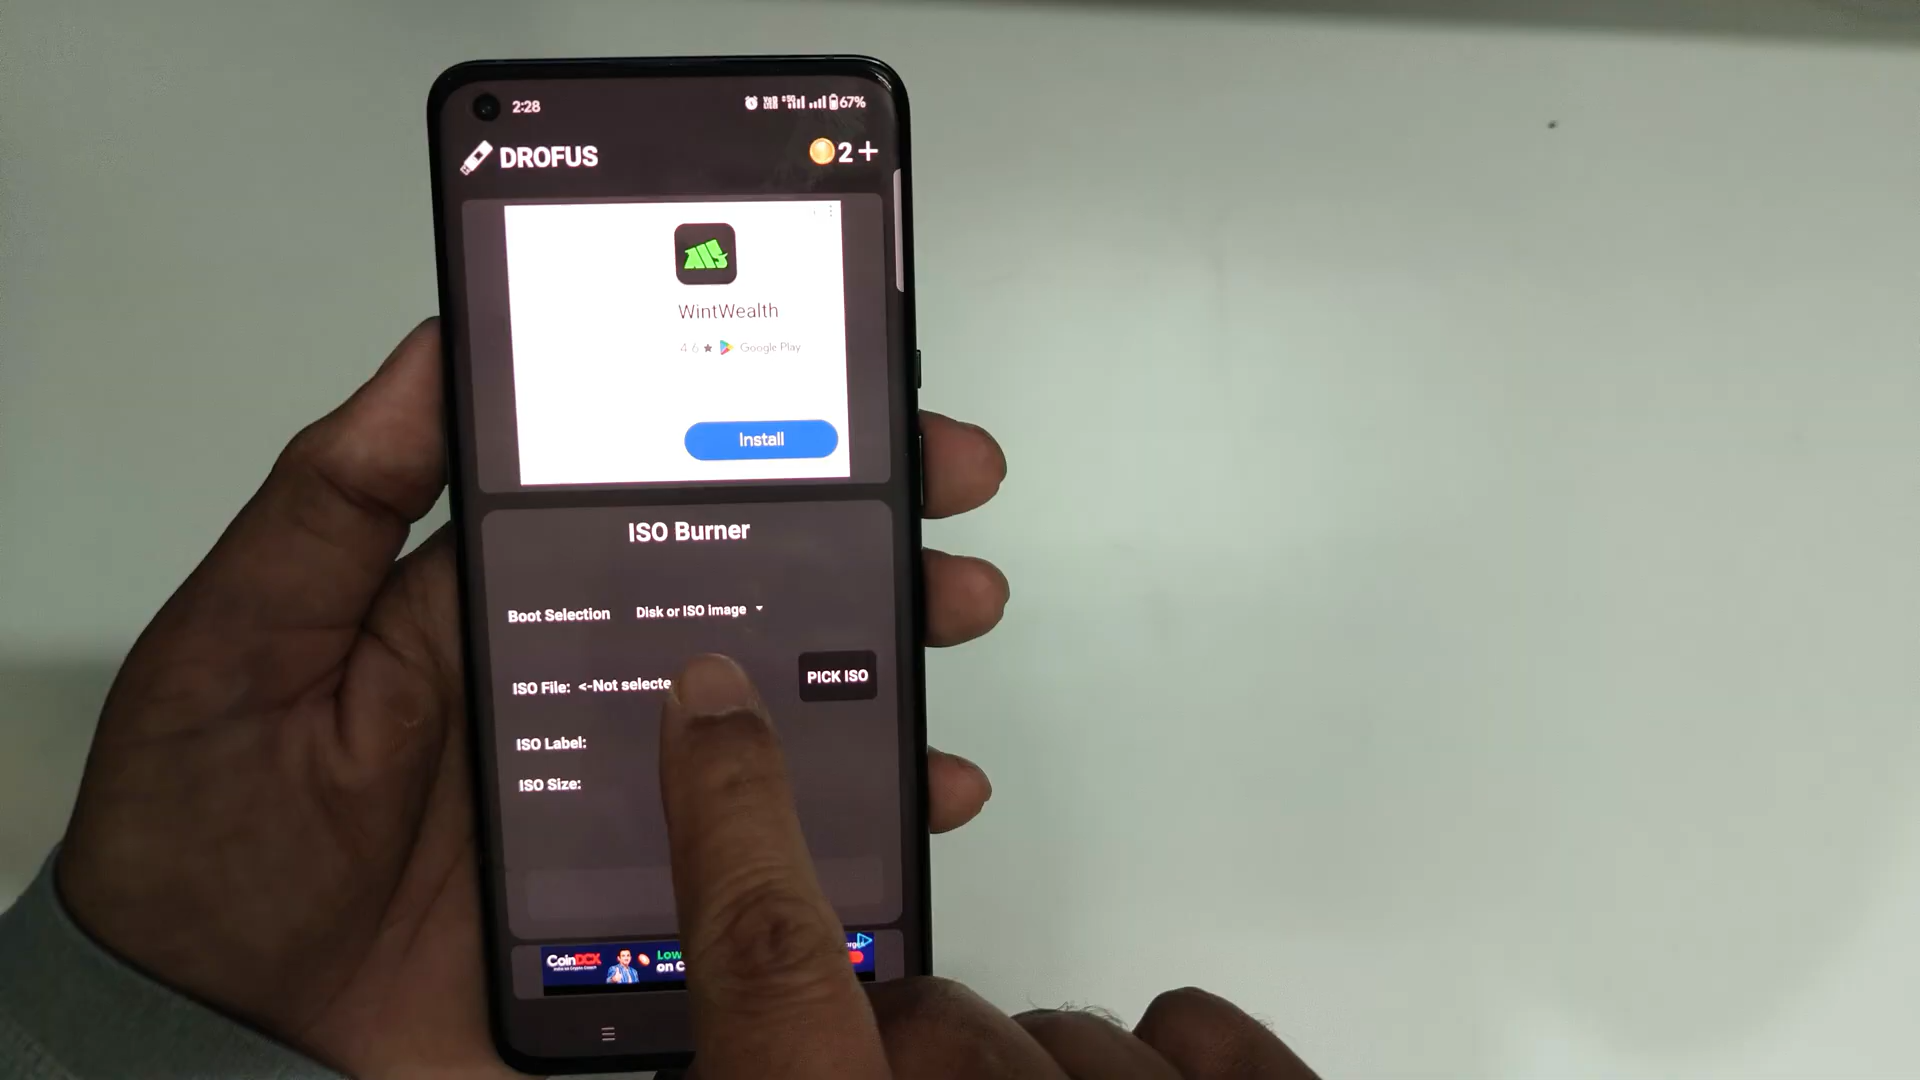 2:28
67%
DROFUS
2 +
WintWealth
4.6 ★ Google Play
Install
ISO Burner
Boot Selection Disk or ISO image
ISO File: <-Not selecte
PICK ISO
ISO Label:
ISO Size:
CoinDCX
Low
on C